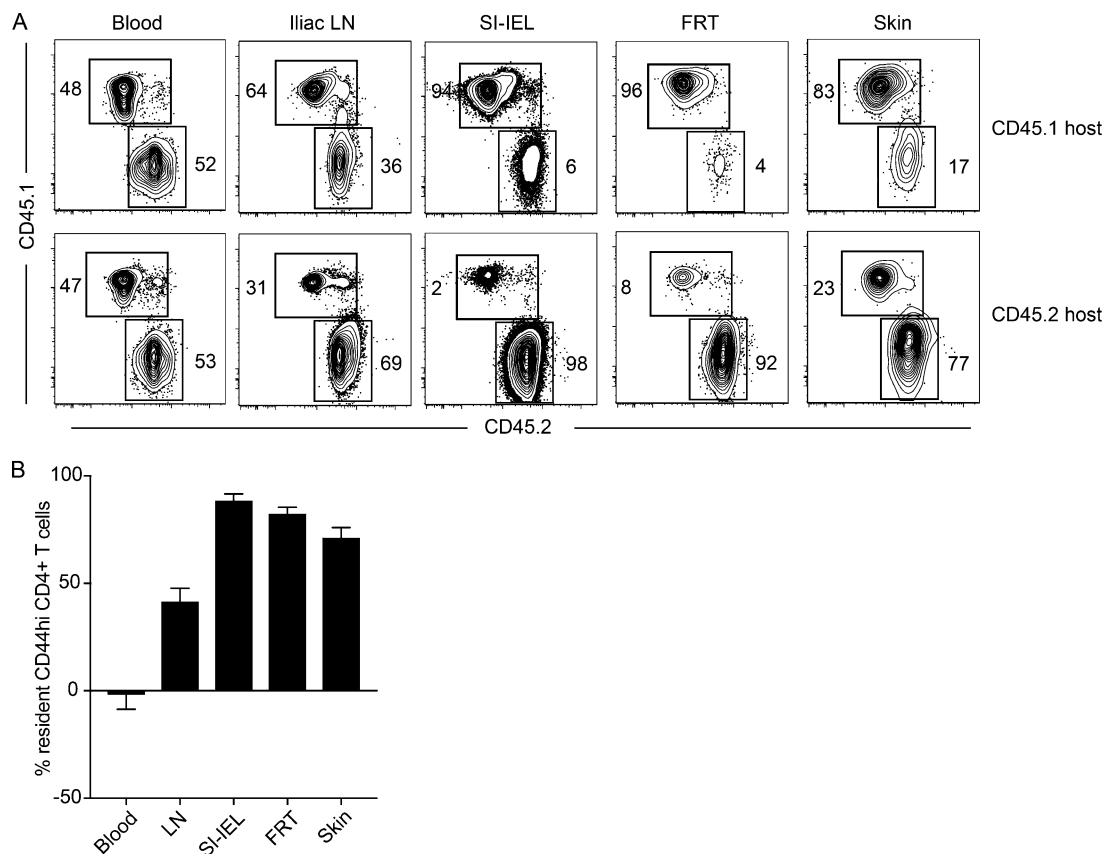 A
Blood Iliac LN SI-IEL FRT Skin
48 64 94 96 83
52 36 6 4 17
CD45.1 host
CD45.1
47 31 2 8 23
53 69 98 92 77
CD45.2 host
CD45.2
B
% resident CD44hi CD4+ T cells
100
50
0
-50
Blood LN SI-IEL FRT Skin